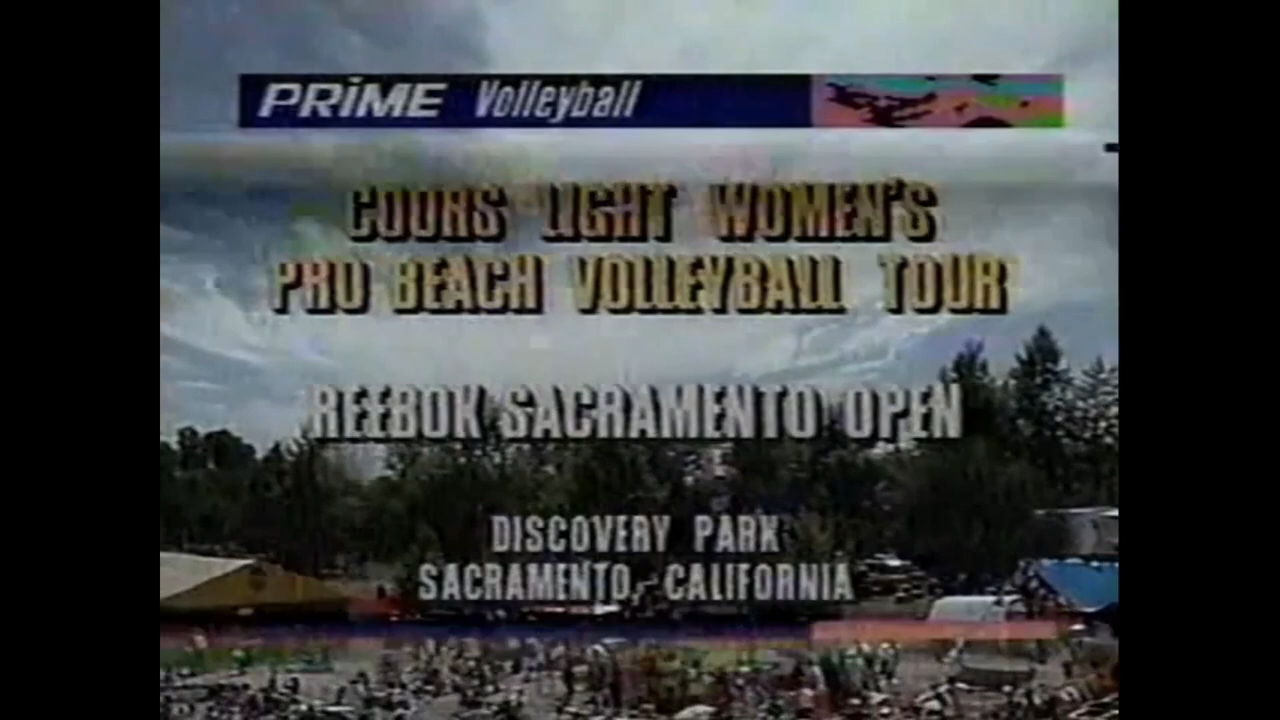 PRiME Volleyball
COORS LIGHT WOMEN'S
PRO BEACH VOLLEYBALL TOUR
REEBOK SACRAMENTO OPEN
DISCOVERY PARK
SACRAMENTO, CALIFORNIA